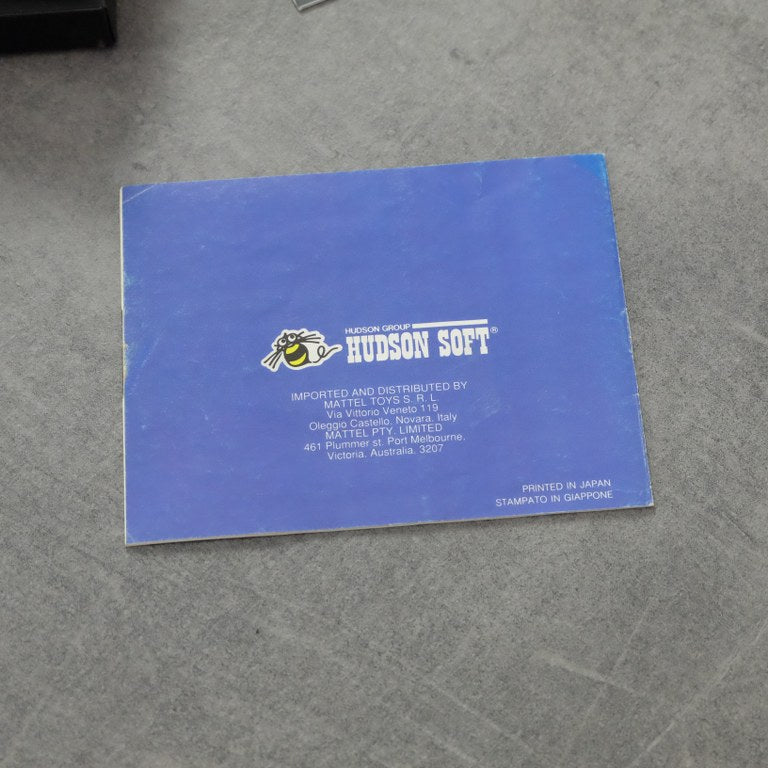 HUDSON GROUP
HUDSON SOFT®
IMPORTED AND DISTRIBUTED BY
MATTEL TOYS S. R. L
Via Vittorio Veneto 119
Oleggio Castello, Novara, Italy
MATTEL PTY. LIMITED
461 Plummer st. Port Melbourne,
Victoria, Australia, 3207
PRINTED IN JAPAN
STAMPATO IN GIAPPONE